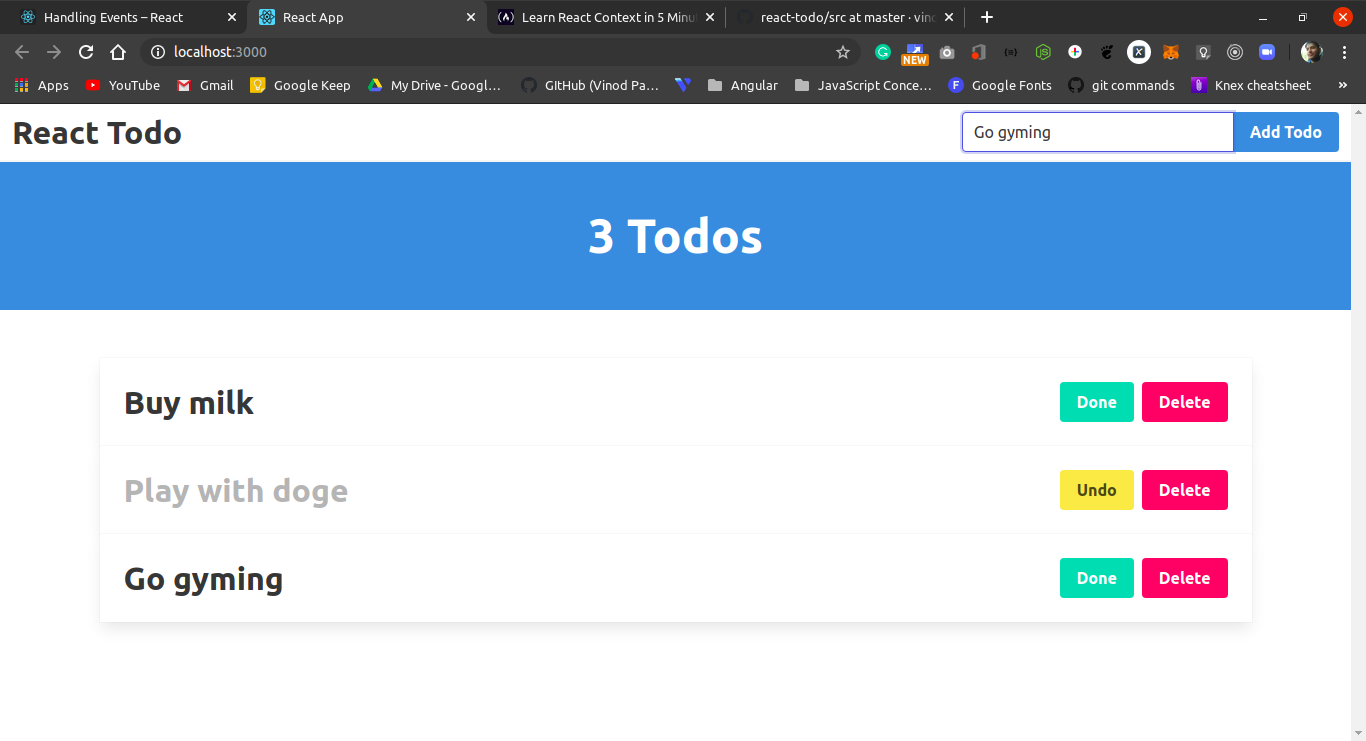 Handling Events – React
React App
Learn React Context in 5 Minu
react-todo/src at master · vino
localhost:3000
NEW
Apps
YouTube
Gmail
Google Keep
My Drive - Googl...
GItHub (Vinod Pa...
Angular
JavaScript Conce...
Google Fonts
git commands
Knex cheatsheet
»
React Todo
Go gyming
Add Todo
3 Todos
Buy milk
Done
Delete
Play with doge
Undo
Delete
Go gyming
Done
Delete